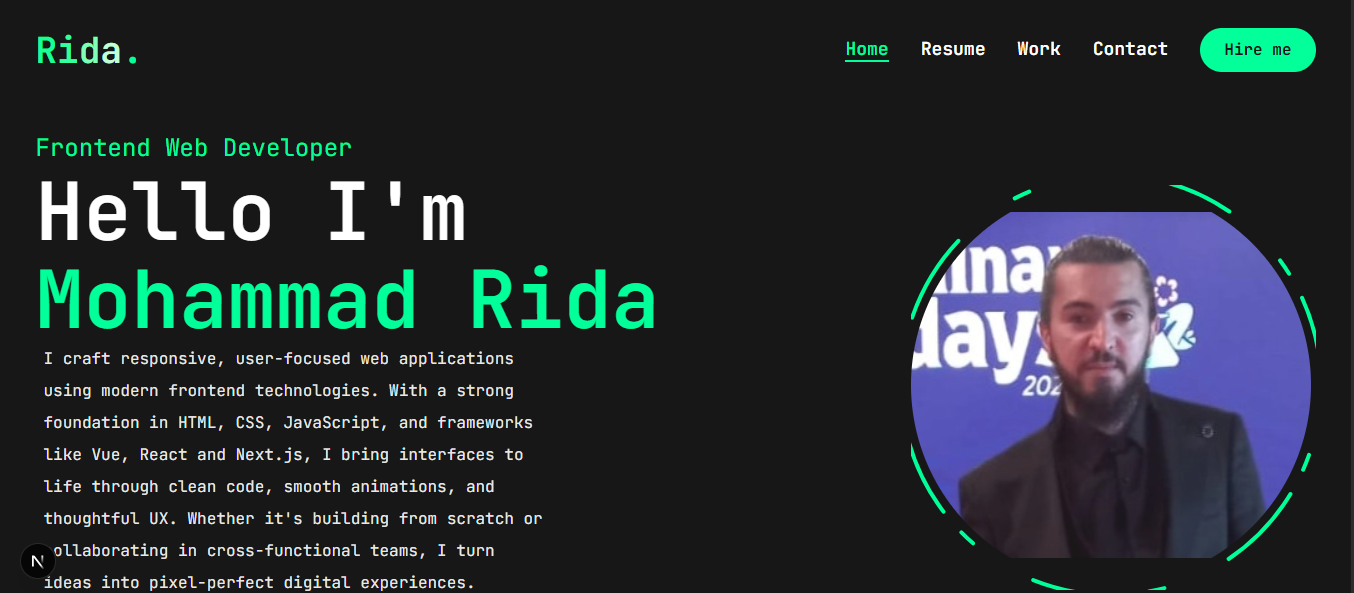 Rida.
Home Resume Work Contact Hire me
Frontend Web Developer
Hello I'm
Mohammad Rida
I craft responsive, user-focused web applications
using modern frontend technologies. With a strong
foundation in HTML, CSS, JavaScript, and frameworks
like Vue, React and Next.js, I bring interfaces to
life through clean code, smooth animations, and
thoughtful UX. Whether it's building from scratch or
ollaborating in cross-functional teams, I turn
ideas into pixel-perfect digital experiences.
N
days
202